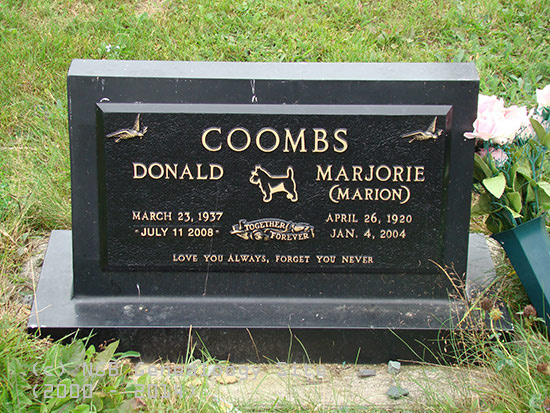 COOMBS
DONALD MARJORIE
(MARION)
MARCH 23, 1937 APRIL 26, 1920
- JULY 11 2008 - JAN. 4, 2004
TOGETHER
FOREVER
LOVE YOU ALWAYS, FORGET YOU NEVER